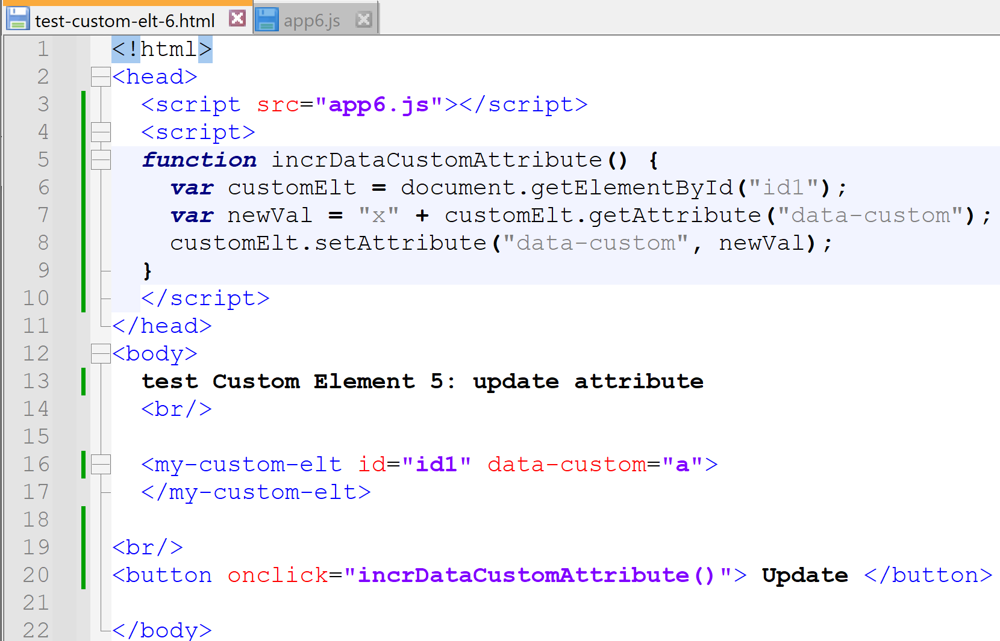 test-custom-elt-6.html app6.js
1 <!html>
2 <head>
3 <script src="app6.js"></script>
4 <script>
5 function incrDataCustomAttribute() {
6 var customElt = document.getElementById("id1");
7 var newVal = "x" + customElt.getAttribute("data-custom");
8 customElt.setAttribute("data-custom", newVal);
9 }
10 </script>
11 </head>
12 <body>
13 test Custom Element 5: update attribute
14 <br/>
15
16 <my-custom-elt id="id1" data-custom="a">
17 </my-custom-elt>
18
19 <br/>
20 <button onclick="incrDataCustomAttribute()"> Update </button>
21
22 </body>